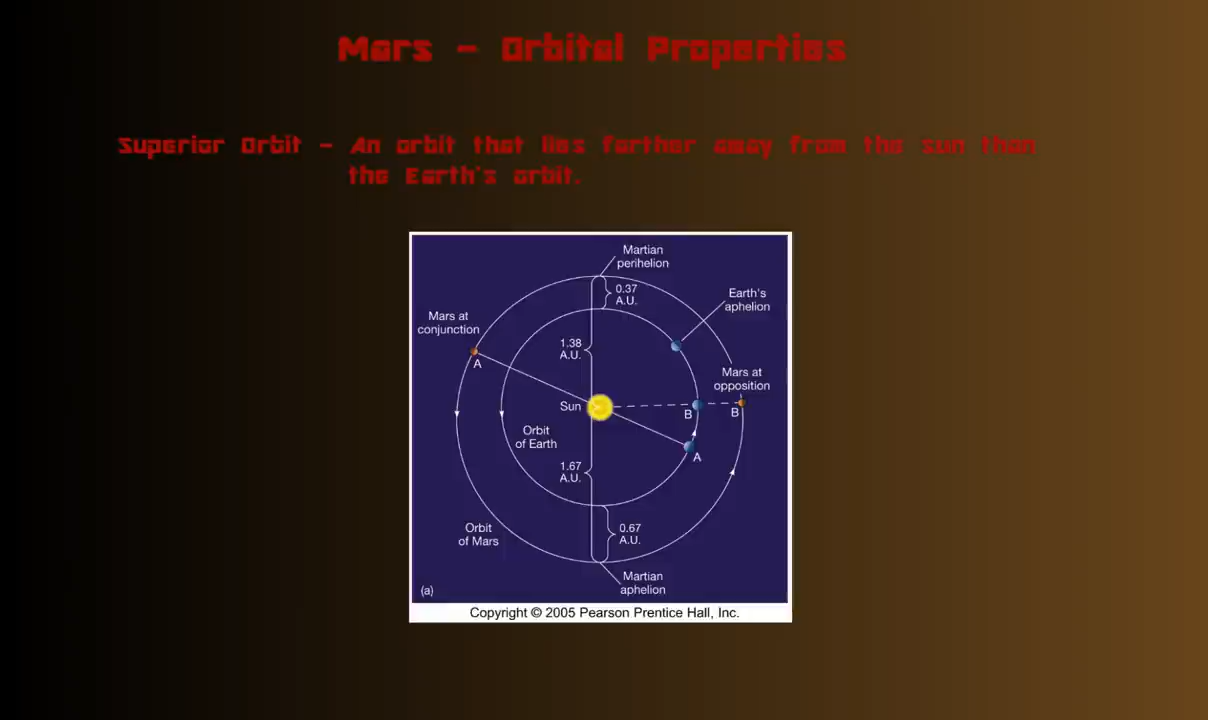 Mars - Orbital Properties
Superior Orbit - An orbit that lies farther away from the sun than
the Earth's orbit.
Martian
perihelion
0.37
A.U.
Earth's
aphelion
Mars at
conjunction
A
1.38
A.U.
Mars at
opposition
Sun
B
B
Orbit
of Earth
A
1.67
A.U.
Orbit
of Mars
0.67
A.U.
Martian
aphelion
(a)
Copyright © 2005 Pearson Prentice Hall, Inc.